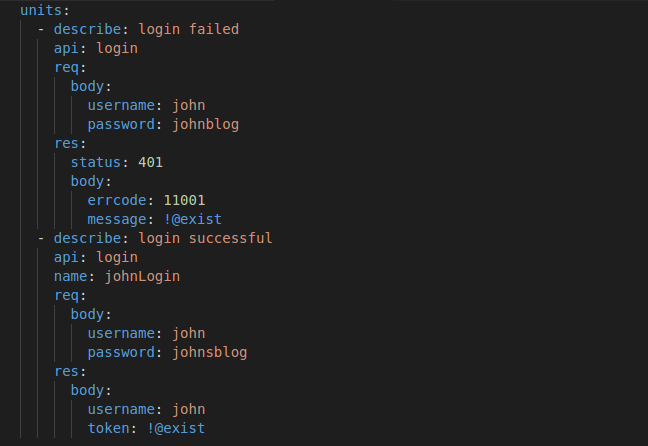 units:
  - describe: login failed
    api: login
    req:
      body:
        username: john
        password: johnblog
    res:
      status: 401
      body:
        errcode: 11001
        message: !@exist
  - describe: login successful
    api: login
    name: johnLogin
    req:
      body:
        username: john
        password: johnsblog
    res:
      body:
        username: john
        token: !@exist